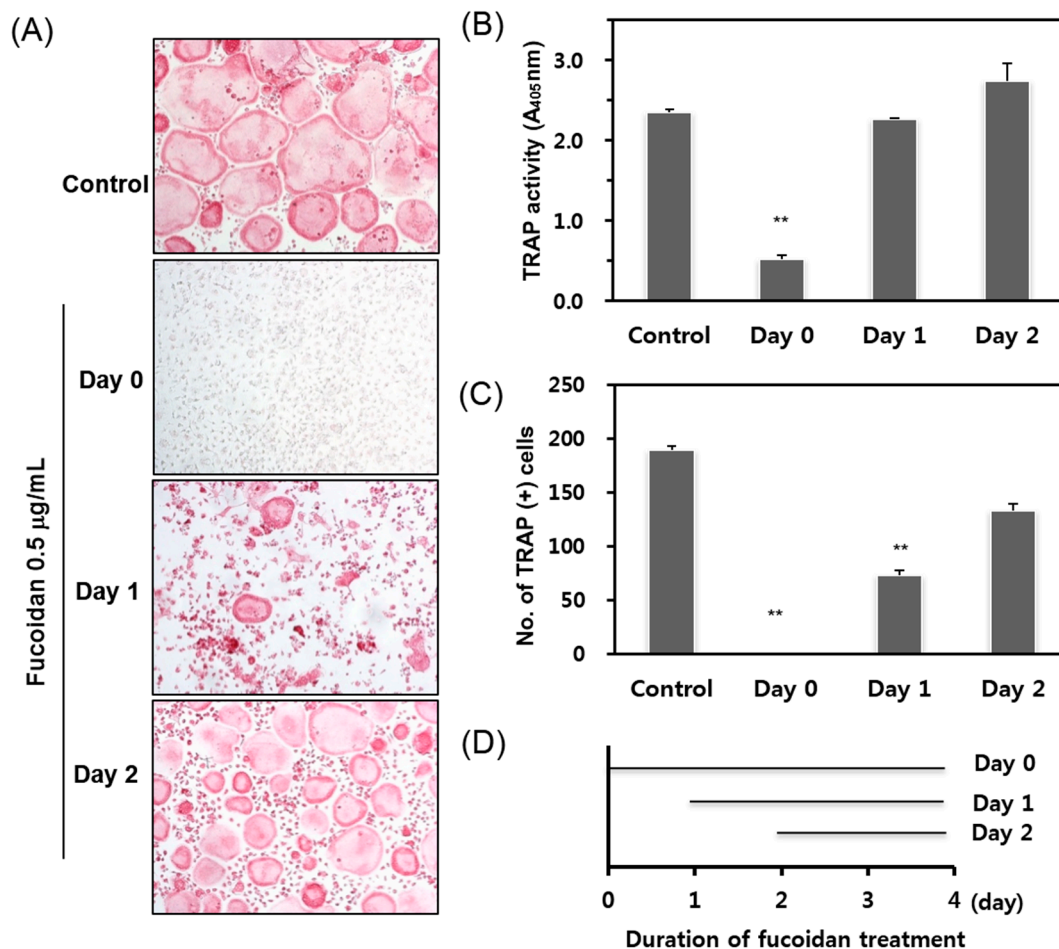 (A)
Control
Day 0
Day 1
Day 2
Fucoidan 0.5 µg/mL
(B)
TRAP activity (A405nm)
3.0
2.0
1.0
0.0
**
Control Day 0 Day 1 Day 2
(C)
No. of TRAP (+) cells
250
200
150
100
50
0
**
**
Control Day 0 Day 1 Day 2
(D)
Day 0
Day 1
Day 2
0 1 2 3 4 (day)
Duration of fucoidan treatment